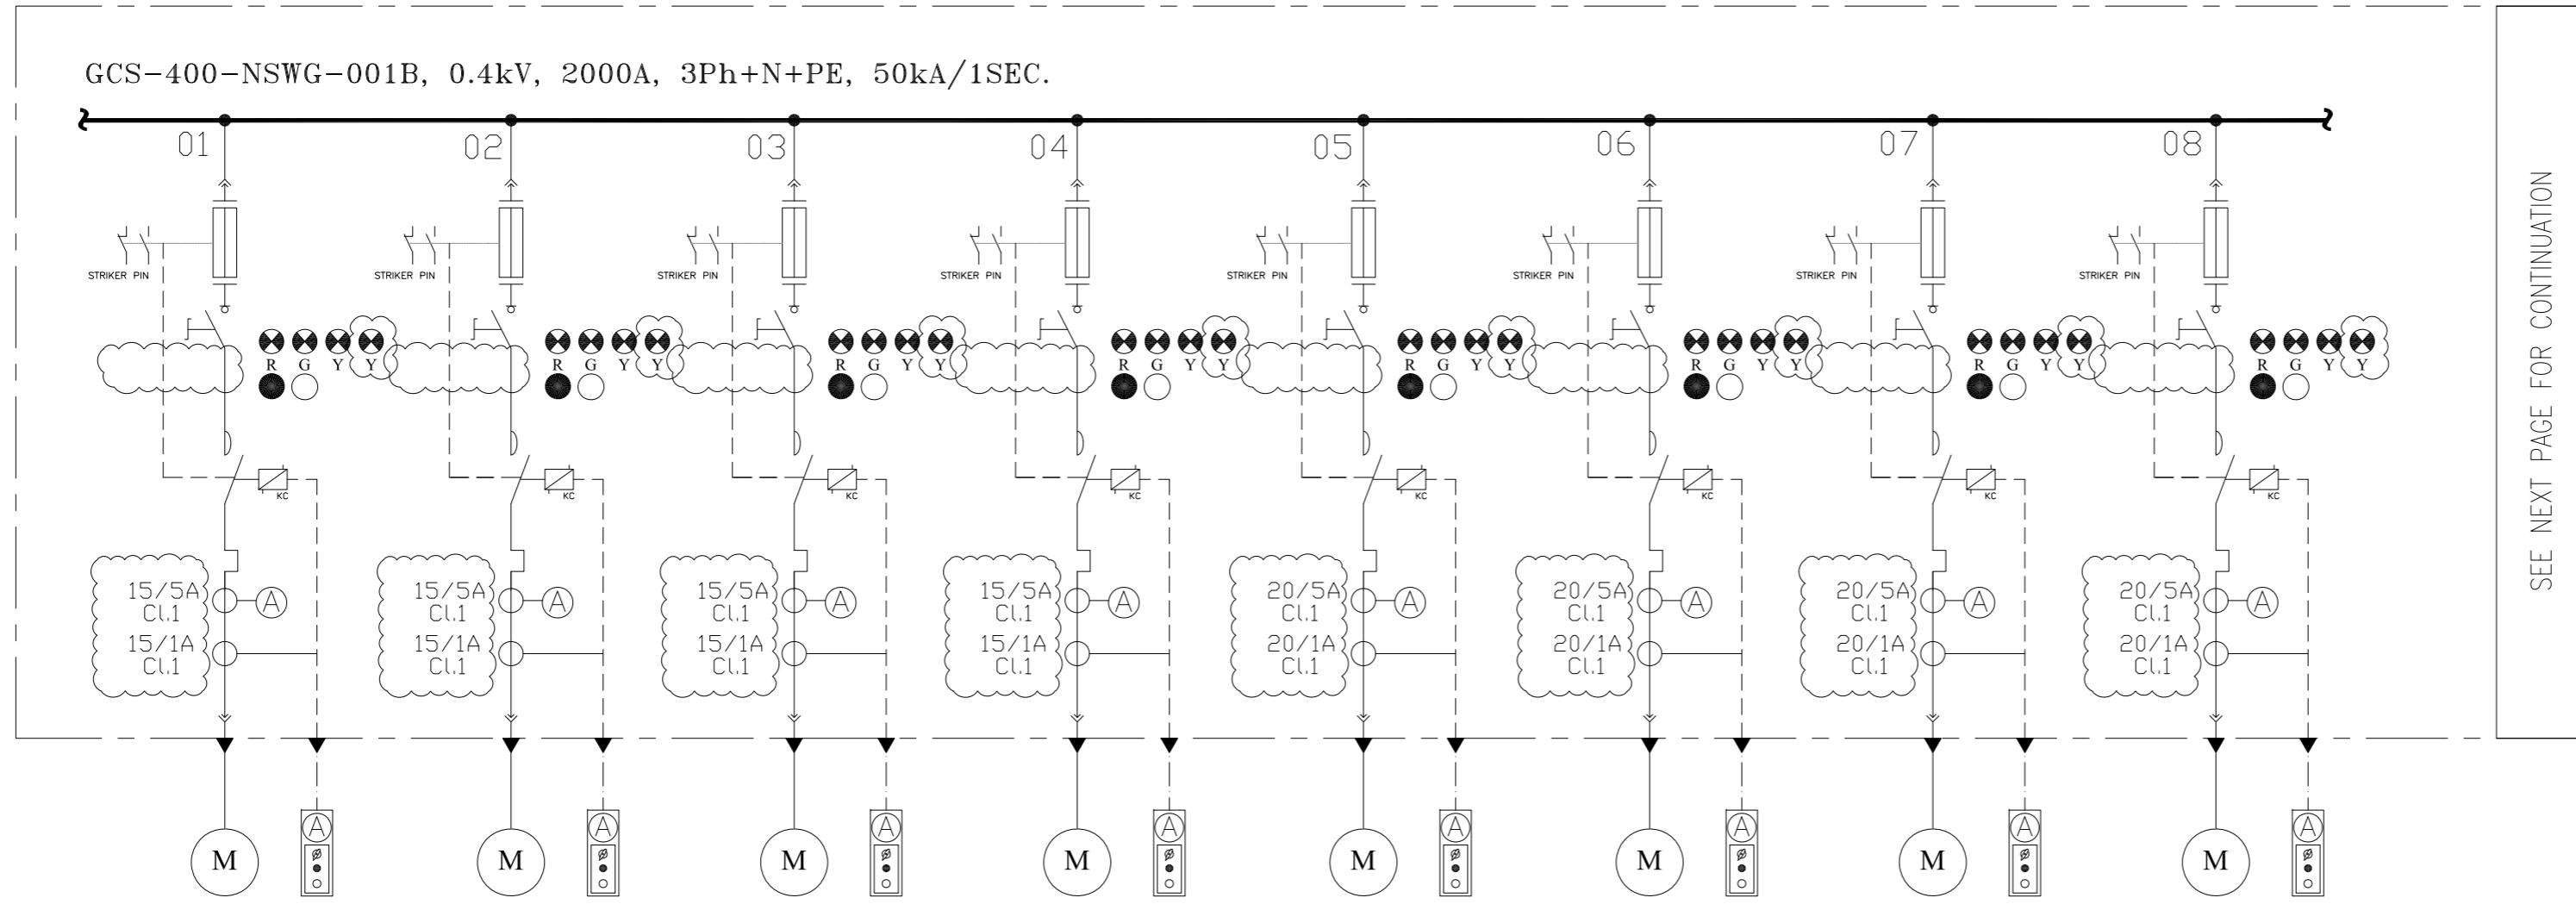 GCS-400-NSWG-001B, 0.4kV, 2000A, 3Ph+N+PE, 50kA/1SEC.
01 02 03 04 05 06 07 08
STRIKER PIN STRIKER PIN STRIKER PIN STRIKER PIN STRIKER PIN STRIKER PIN STRIKER PIN STRIKER PIN
R G Y Y R G Y Y R G Y Y R G Y Y R G Y Y R G Y Y R G Y Y R G Y Y
KC KC KC KC KC KC KC KC
15/5A A 15/5A A 15/5A A 15/5A A 20/5A A 20/5A A 20/5A A 20/5A A
Cl.1 Cl.1 Cl.1 Cl.1 Cl.1 Cl.1 Cl.1 Cl.1
15/1A 15/1A 15/1A 15/1A 20/1A 20/1A 20/1A 20/1A
Cl.1 Cl.1 Cl.1 Cl.1 Cl.1 Cl.1 Cl.1 Cl.1
A A A A A A A A
M M M M M M M M
SEE NEXT PAGE FOR CONTINUATION